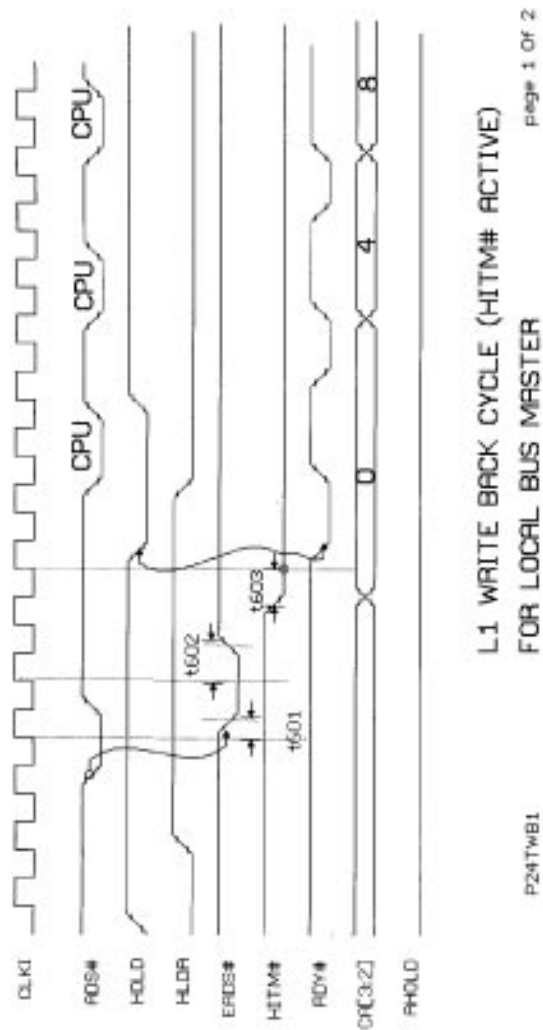 CLKI
ADS#
CPU
CPU
CPU
HOLD
HLDA
EADS#
t601
t602
HITM#
t603
RDY#
CA[3:2]
0
4
8
AHOLD
L1 WRITE BACK CYCLE (HITM# ACTIVE)
FOR LOCAL BUS MASTER
P24TWB1
page 1 Of 2